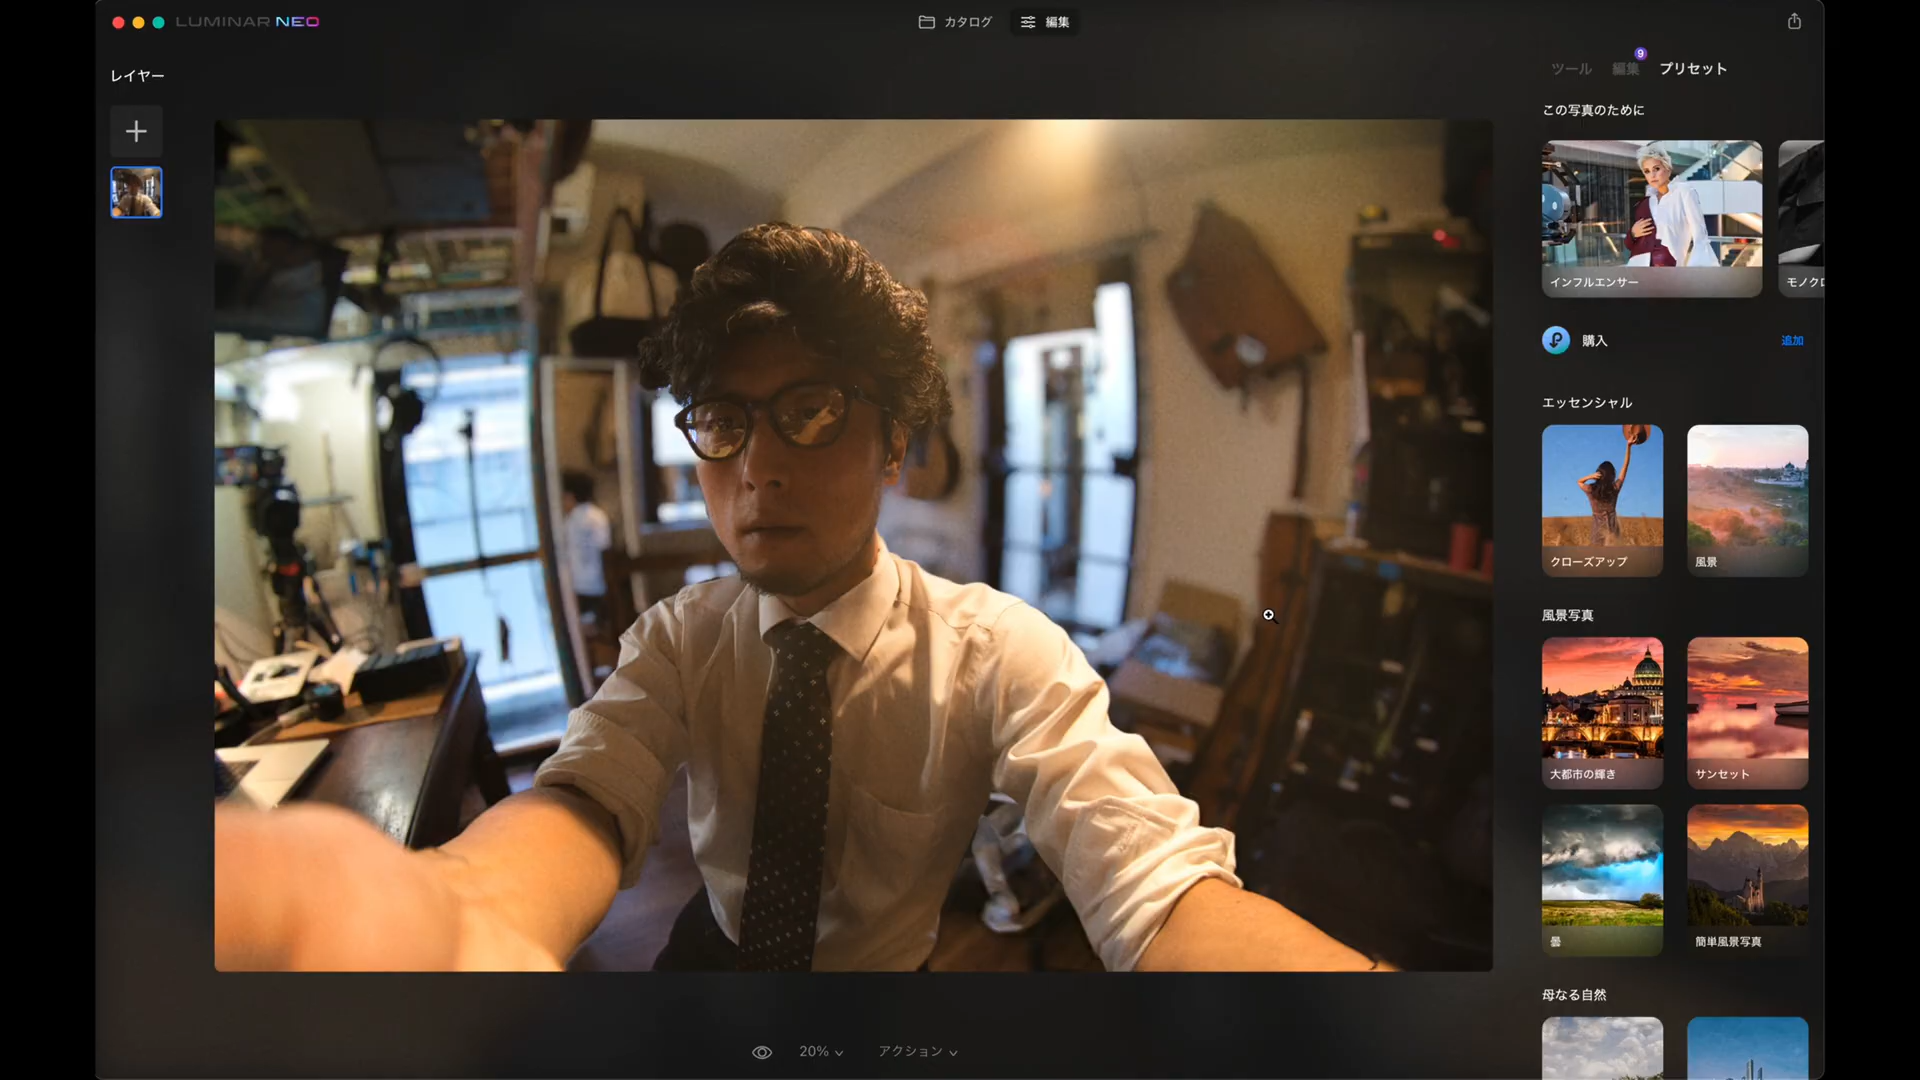 LUMINAR NEO
カタログ
編集
レイヤー
ツール
編集
9
プリセット
この写真のために
インフルエンサー
モノクロ
購入
追加
エッセンシャル
クローズアップ
風景
風景写真
大都市の輝き
サンセット
曇
簡単風景写真
母なる自然
20%
アクション